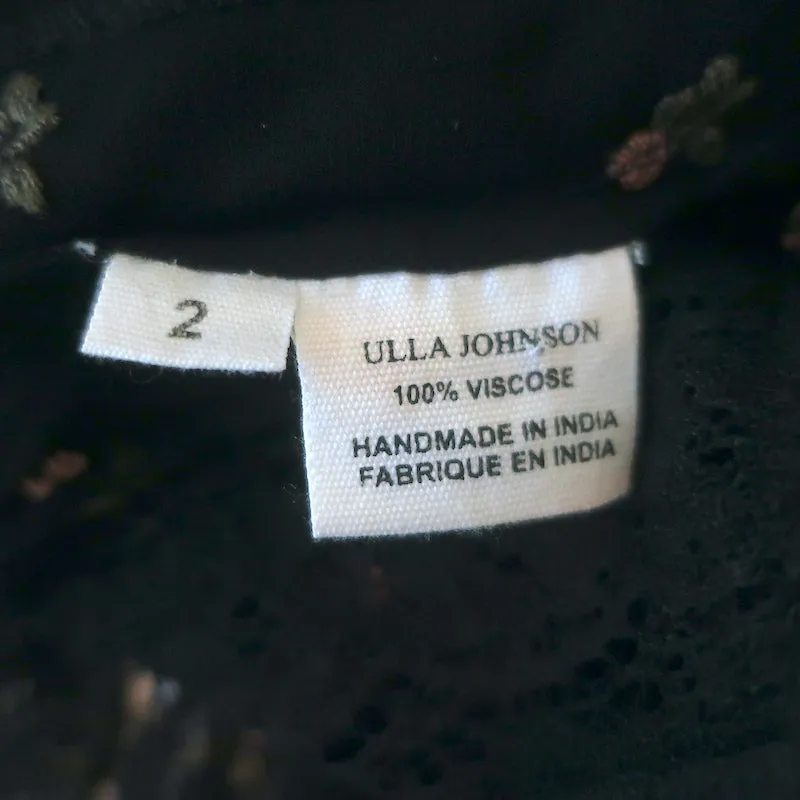 2
ULLA JOHNSON
100% VISCOSE
HANDMADE IN INDIA
FABRIQUE EN INDIA